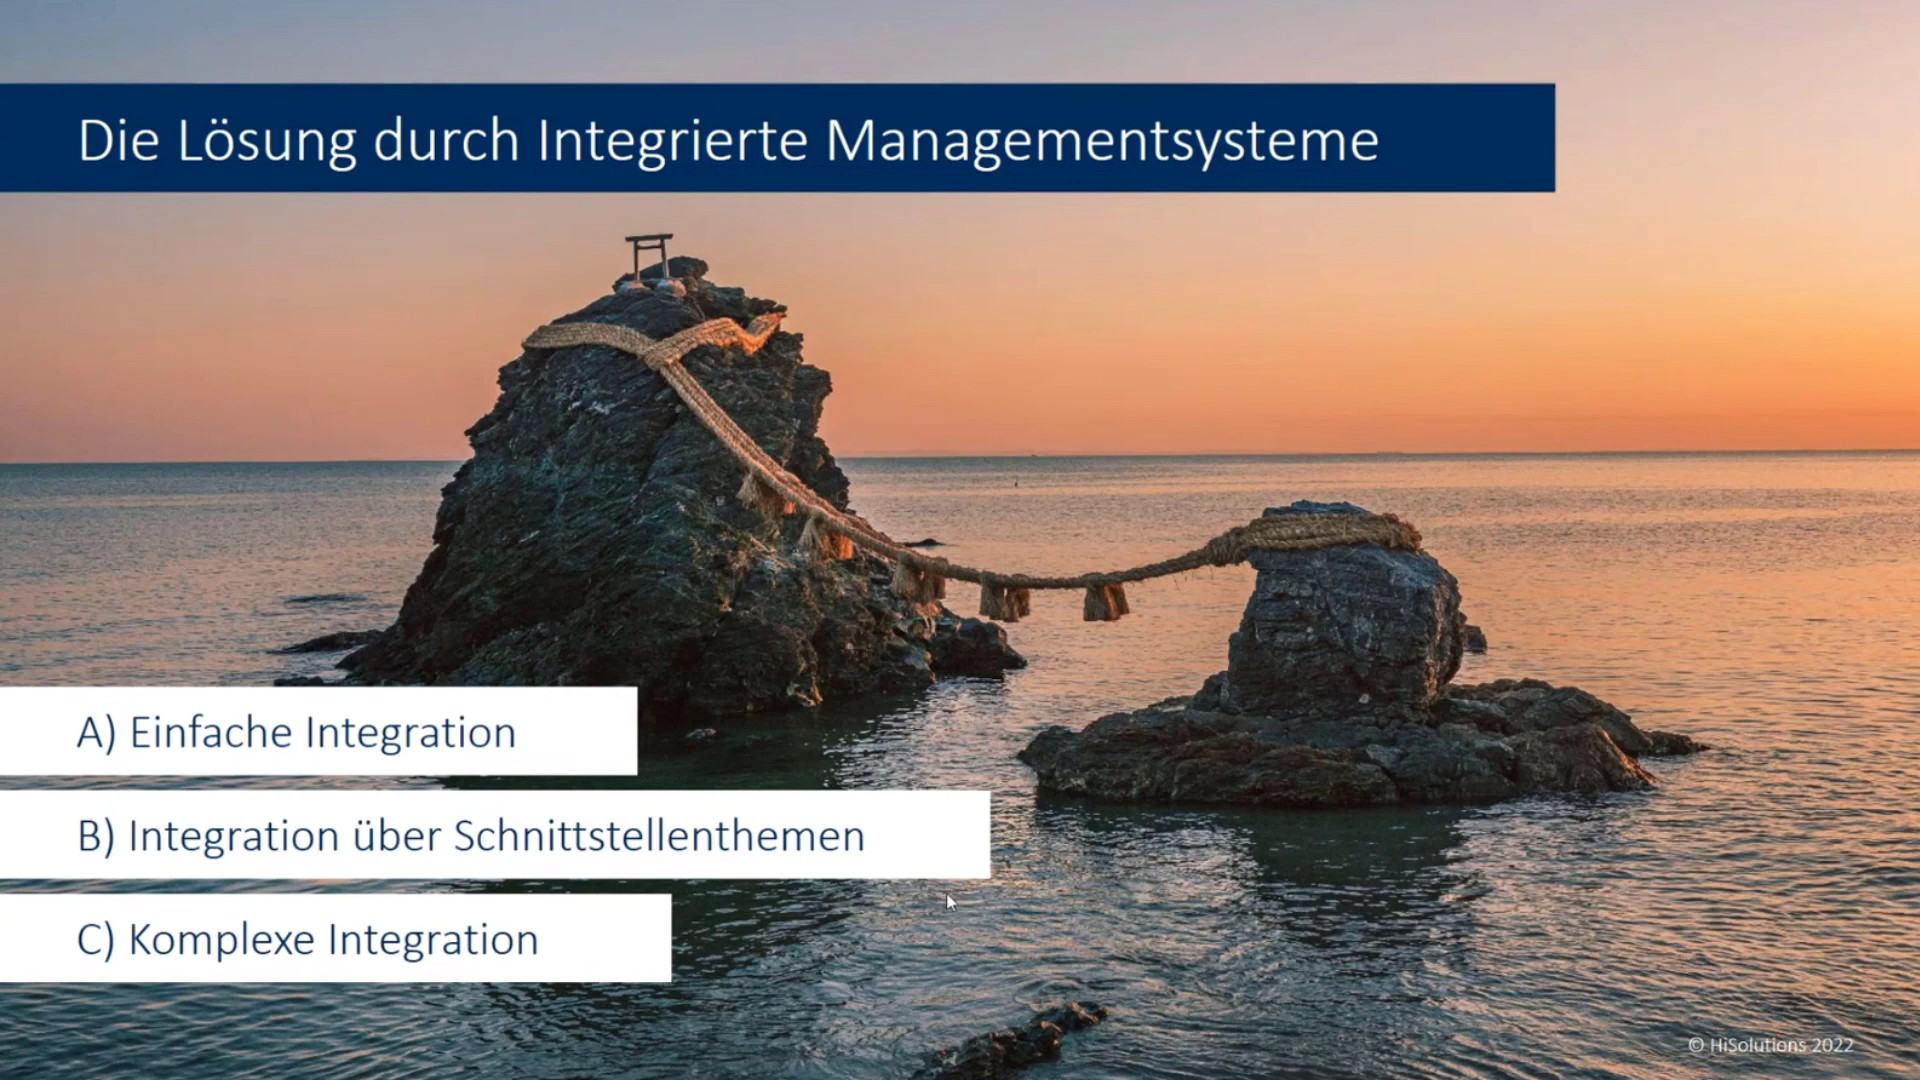 Die Lösung durch Integrierte Managementsysteme
A) Einfache Integration
B) Integration über Schnittstellenthemen
C) Komplexe Integration
© HiSolutions 2022